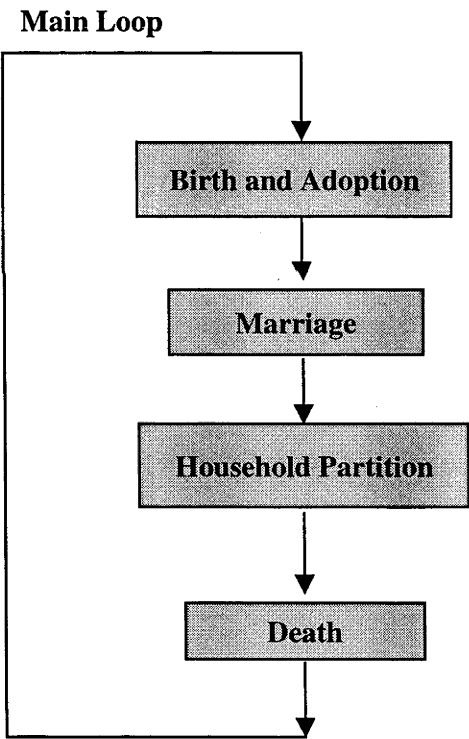 Main Loop
Birth and Adoption
Marriage
Household Partition
Death